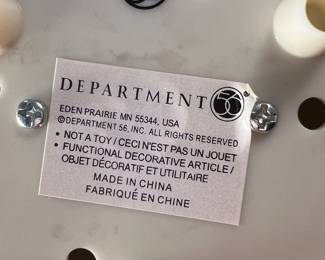 DEPARTMENT 56®
EDEN PRAIRIE MN 55344, USA
©DEPARTMENT 56, INC. ALL RIGHTS RESERVED
• NOT A TOY / CECI N'EST PAS UN JOUET
• FUNCTIONAL DECORATIVE ARTICLE /
OBJET DÉCORATIF ET UTILITAIRE
MADE IN CHINA
FABRIQUÉ EN CHINE